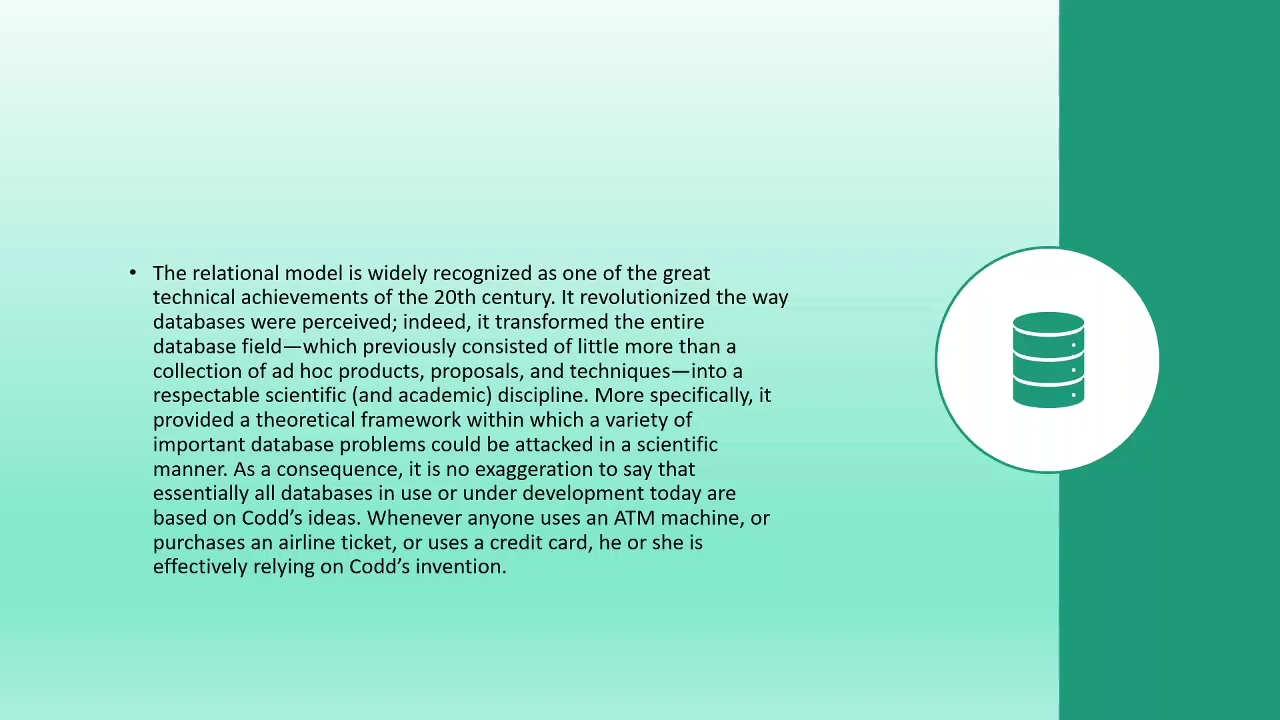 • The relational model is widely recognized as one of the great
technical achievements of the 20th century. It revolutionized the way
databases were perceived; indeed, it transformed the entire
database field—which previously consisted of little more than a
collection of ad hoc products, proposals, and techniques—into a
respectable scientific (and academic) discipline. More specifically, it
provided a theoretical framework within which a variety of
important database problems could be attacked in a scientific
manner. As a consequence, it is no exaggeration to say that
essentially all databases in use or under development today are
based on Codd’s ideas. Whenever anyone uses an ATM machine, or
purchases an airline ticket, or uses a credit card, he or she is
effectively relying on Codd’s invention.